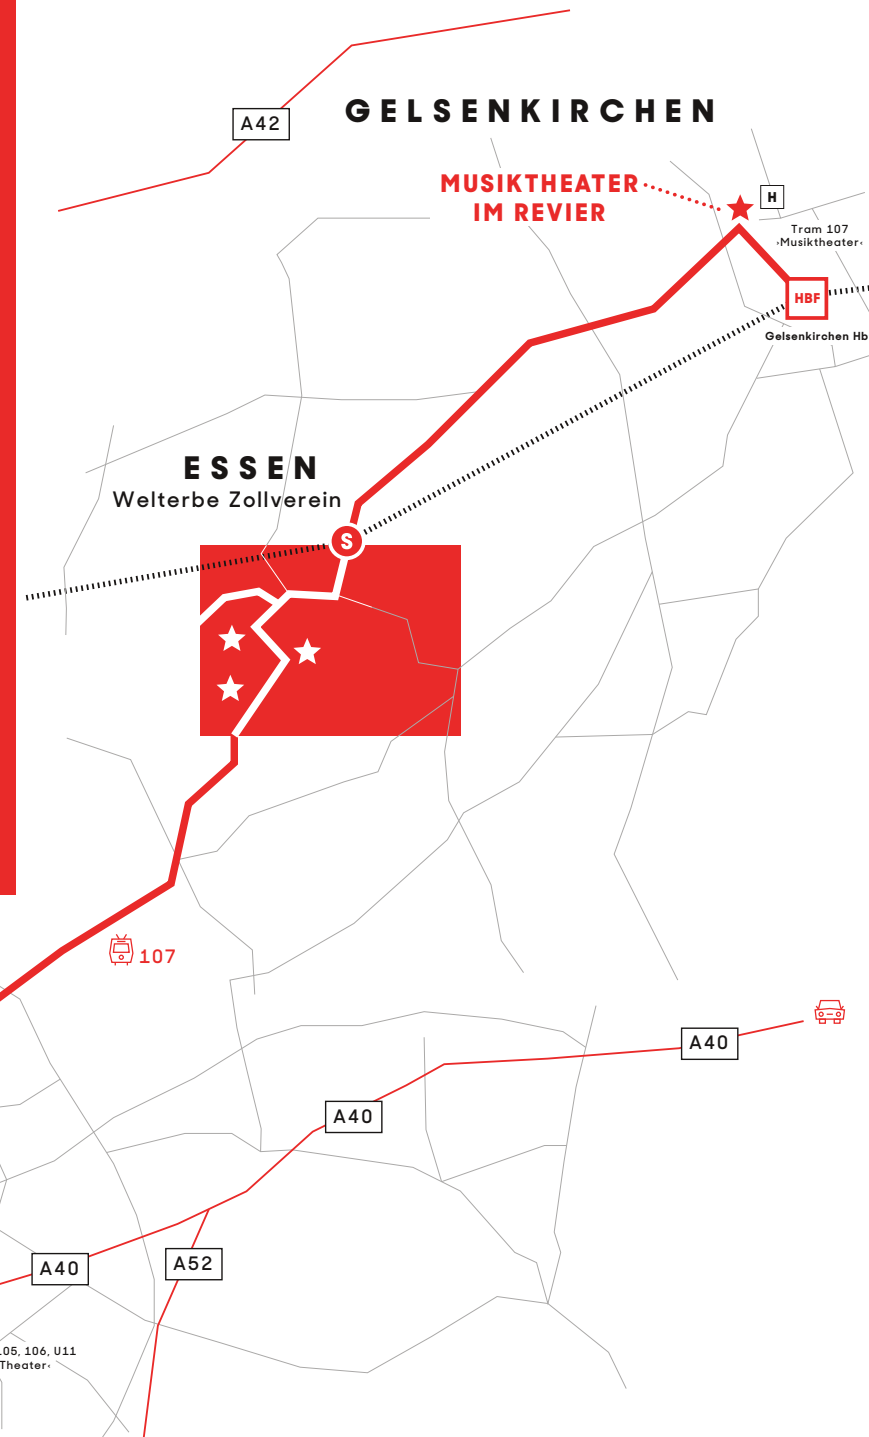 A42
GELSENKIRCHEN
MUSIKTHEATER
IM REVIER
H
Tram 107
›Musiktheater‹
HBF
Gelsenkirchen Hb
ESSEN
Welterbe Zollverein
S
107
A40
A40
A40
A52
05, 106, U11
Theater‹